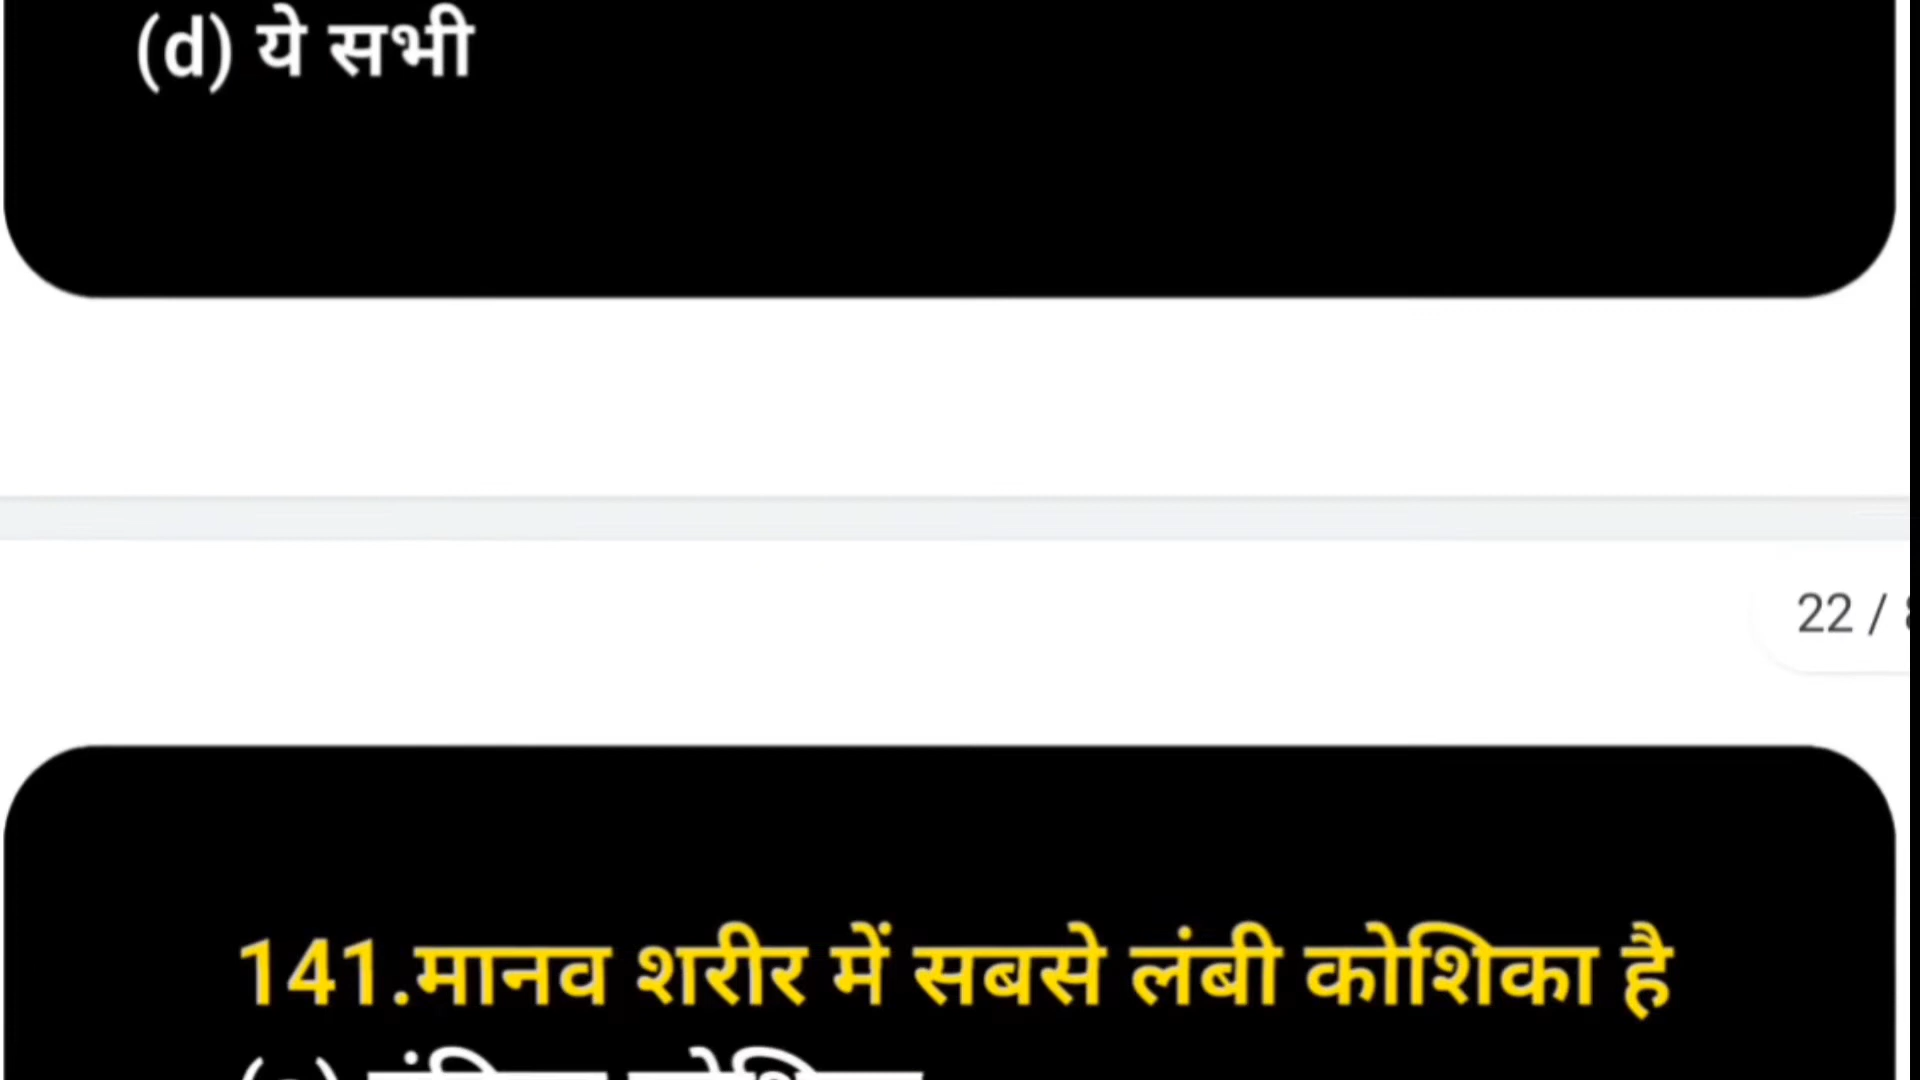 (d) ये सभी
22 /
141.मानव शरीर में सबसे लंबी कोशिका है